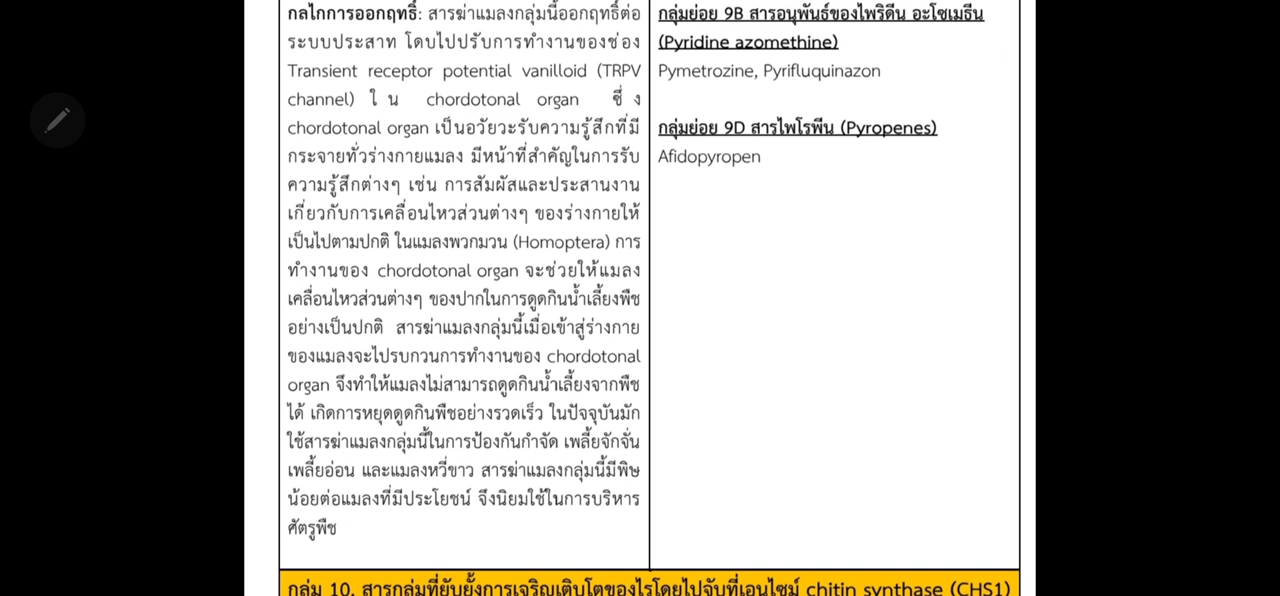 กลไกการออกฤทธิ์: สารฆ่าแมลงกลุ่มนี้ออกฤทธิ์ต่อ
ระบบประสาท โดบไปปรับการทำงานของช่อง
Transient receptor potential vanilloid (TRPV
channel) ใน chordotonal organ ซึ่ง
chordotonal organ เป็นอวัยวะรับความรู้สึกที่มี
กระจายทั่วร่างกายแมลง มีหน้าที่สำคัญในการรับ
ความรู้สึกต่างๆ เช่น การสัมผัสและประสานงาน
เกี่ยวกับการเคลื่อนไหวส่วนต่างๆ ของร่างกายให้
เป็นไปตามปกติ ในแมลงพวกมวน (Homoptera) การ
ทำงานของ chordotonal organ จะช่วยให้แมลง
เคลื่อนไหวส่วนต่างๆ ของปากในการดูดกินน้ำเลี้ยงพืช
อย่างเป็นปกติ สารฆ่าแมลงกลุ่มนี้เมื่อเข้าสู่ร่างกาย
ของแมลงจะไปรบกวนการทำงานของ chordotonal
organ จึงทำให้แมลงไม่สามารถดูดกินน้ำเลี้ยงจากพืช
ได้ เกิดการหยุดดูดกินพืชอย่างรวดเร็ว ในปัจจุบันมัก
ใช้สารฆ่าแมลงกลุ่มนี้ในการป้องกันกำจัด เพลี้ยจักจั่น
เพลี้ยอ่อน และแมลงหวี่ขาว สารฆ่าแมลงกลุ่มนี้มีพิษ
น้อยต่อแมลงที่มีประโยชน์ จึงนิยมใช้ในการบริหาร
ศัตรูพืช
กลุ่มย่อย 9B สารอนุพันธ์ของไพริดีน อะโซเมธีน
(Pyridine azomethine)
Pymetrozine, Pyrifluquinazon
กลุ่มย่อย 9D สารไพโรพีน (Pyropenes)
Afidopyropen
กลุ่ม 10. สารกลุ่มที่ยับยั้งการเจริญเติบโตของไรโดยไปจับที่เอนไซม์ chitin synthase (CHS1)